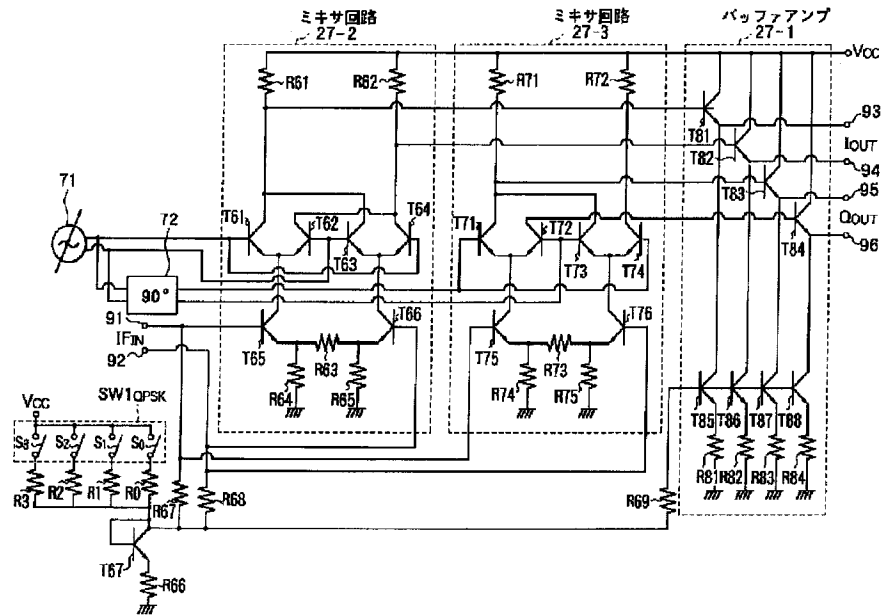 ミキサ回路
27-2
ミキサ回路
27-3
バッファアンプ
27-1
VCC
R61
R62
R71
R72
93
T81
IOUT
T82
94
71
T83
95
72
T61
T62
T64
T71
T72
QOUT
T63
T73
T74
T84
96
90°
91
IFIN
T66
T76
92
T65
R63
T75
R73
R64
R65
R74
R75
VCC
SW1QPSK
T85
T86
T87
T88
S3
S2
S1
S0
R3
R2
R1
R0
R67
R68
R69
R81
R82
R83
R84
T67
R66